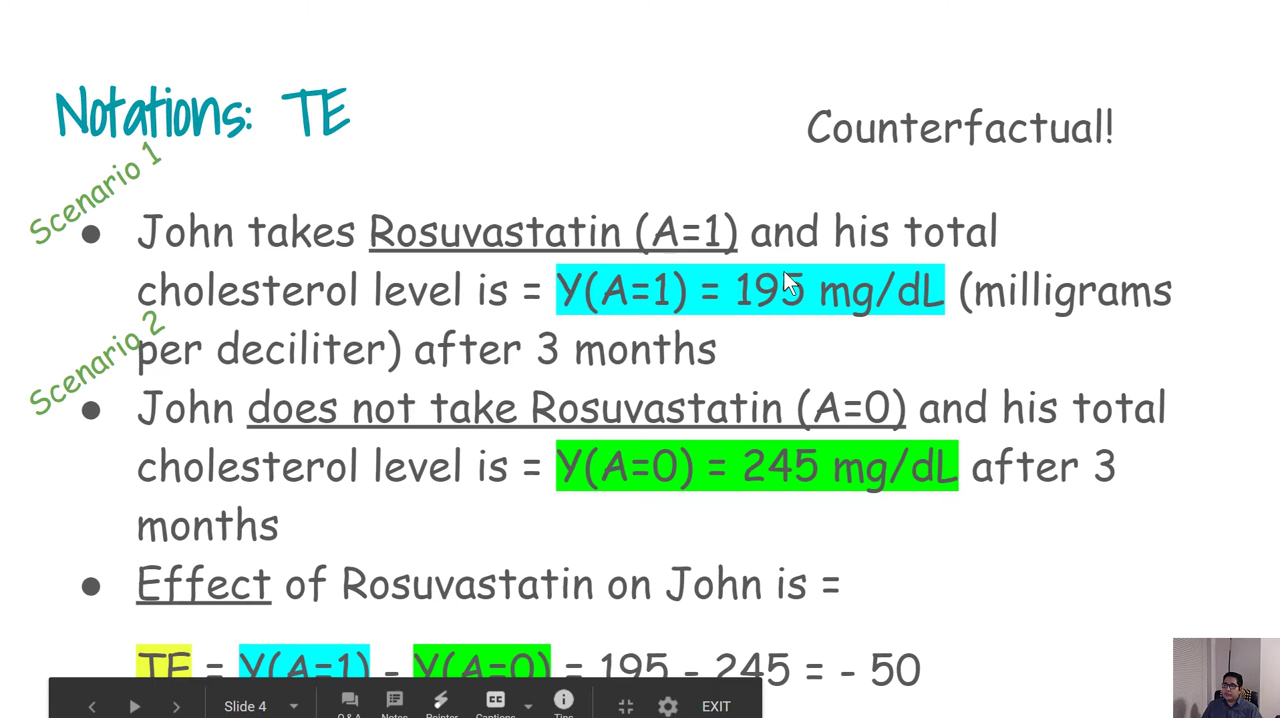 Notations: TE
Counterfactual!
Scenario 1
● John takes Rosuvastatin (A=1) and his total
cholesterol level is = Y(A=1) = 195 mg/dL (milligrams
per deciliter) after 3 months
Scenario 2
● John does not take Rosuvastatin (A=0) and his total
cholesterol level is = Y(A=0) = 245 mg/dL after 3
months
● Effect of Rosuvastatin on John is =
TE = Y(A=1) - Y(A=0) = 195 - 245 = - 50
Slide 4
Q & A
Notes
Pointer
Captions
Tips
EXIT